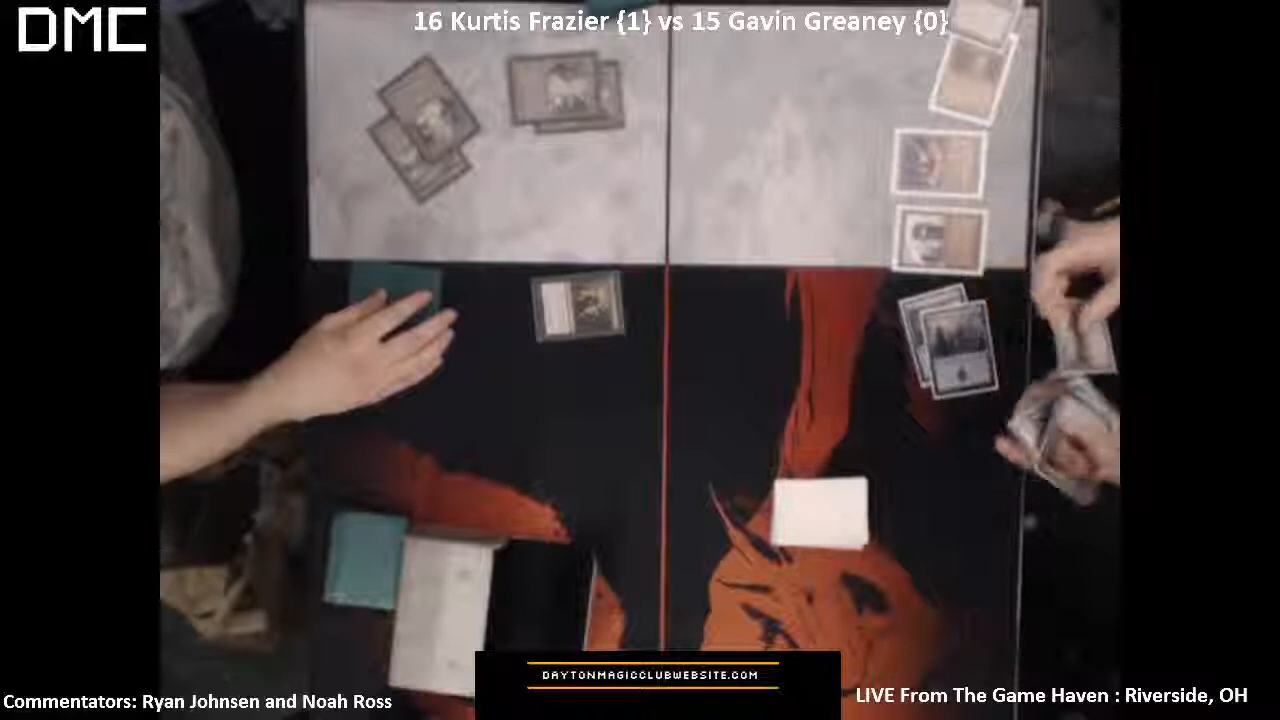 DMC
16 Kurtis Frazier {1} vs 15 Gavin Greaney {0}
DAYTONMAGICCLUBWEBSITE.COM
Commentators: Ryan Johnsen and Noah Ross
LIVE From The Game Haven : Riverside, OH